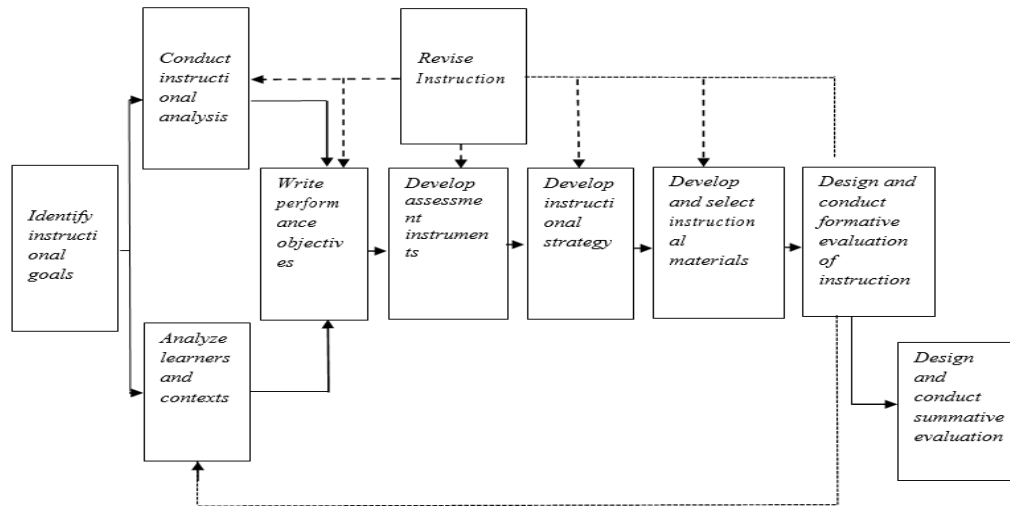 Conduct
instructi
onal
analysis
Revise
Instruction
Identify
instructi
onal
goals
Write
perform
ance
objectiv
es
Develop
assessme
nt
instrumen
ts
Develop
instructi
onal
strategy
Develop
and select
instruction
al
materials
Design and
conduct
formative
evaluation
of
instruction
Analyze
learners
and
contexts
Design
and
conduct
summative
evaluation